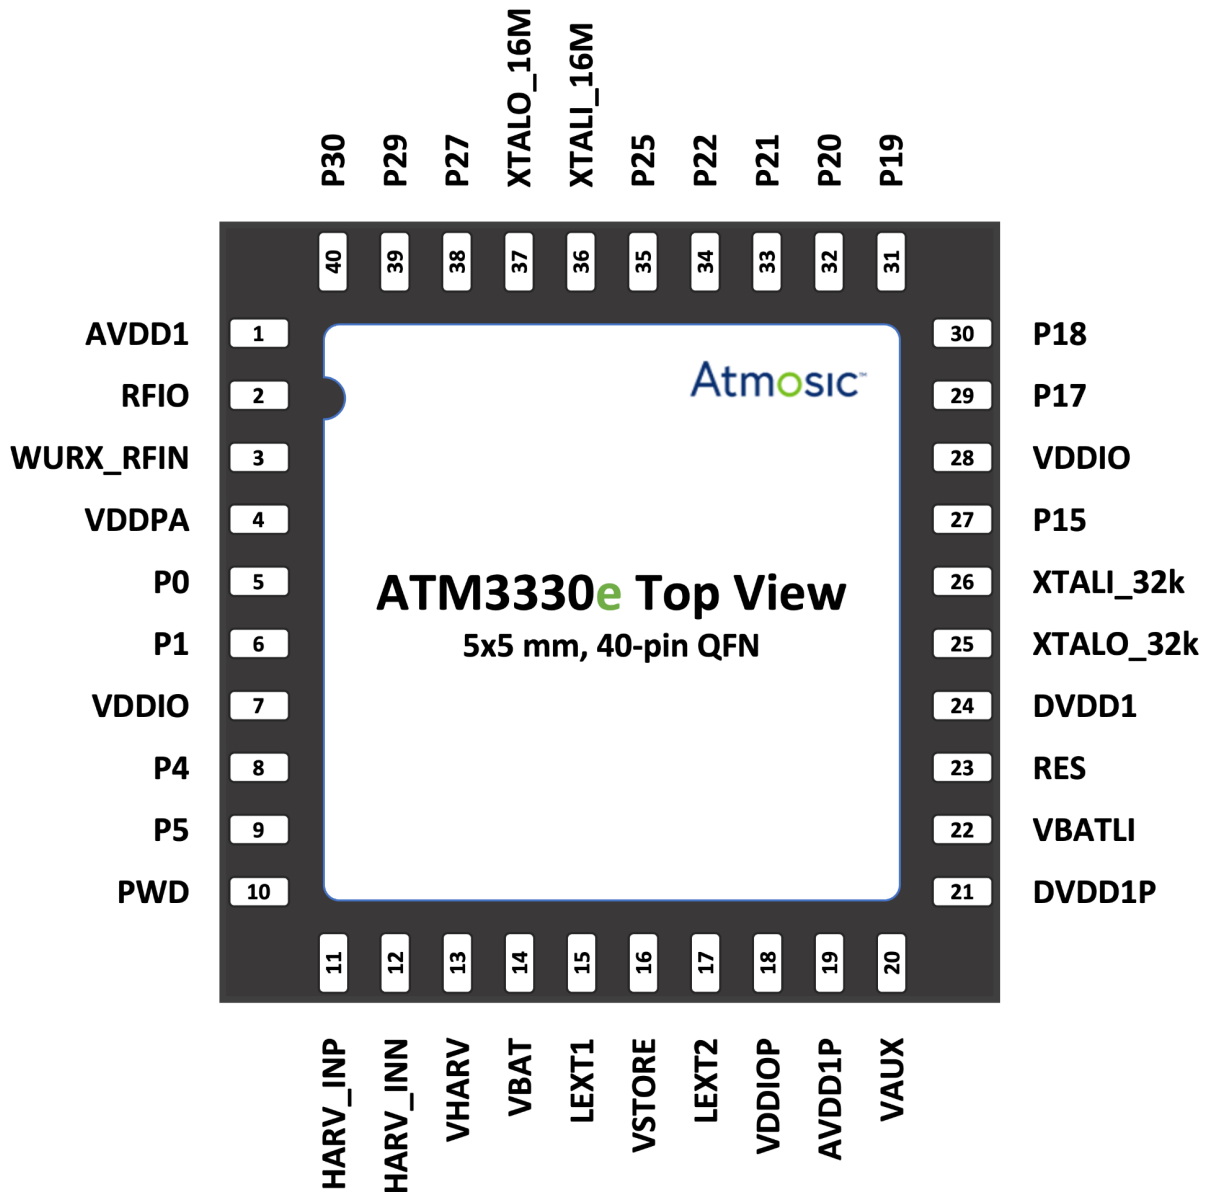 XTALO_16M
XTALI_16M
P30
P29
P27
P25
P22
P21
P20
P19
40
39
38
37
36
35
34
33
32
31
AVDD1 1
RFIO 2
WURX_RFIN 3
VDDPA 4
P0 5
P1 6
VDDIO 7
P4 8
P5 9
PWD 10
Atmosic™
ATM3330e Top View
5x5 mm, 40-pin QFN
30 P18
29 P17
28 VDDIO
27 P15
26 XTALI_32k
25 XTALO_32k
24 DVDD1
23 RES
22 VBATLI
21 DVDD1P
11
12
13
14
15
16
17
18
19
20
HARV_INP
HARV_INN
VHARV
VBAT
LEXT1
VSTORE
LEXT2
VDDIOP
AVDD1P
VAUX